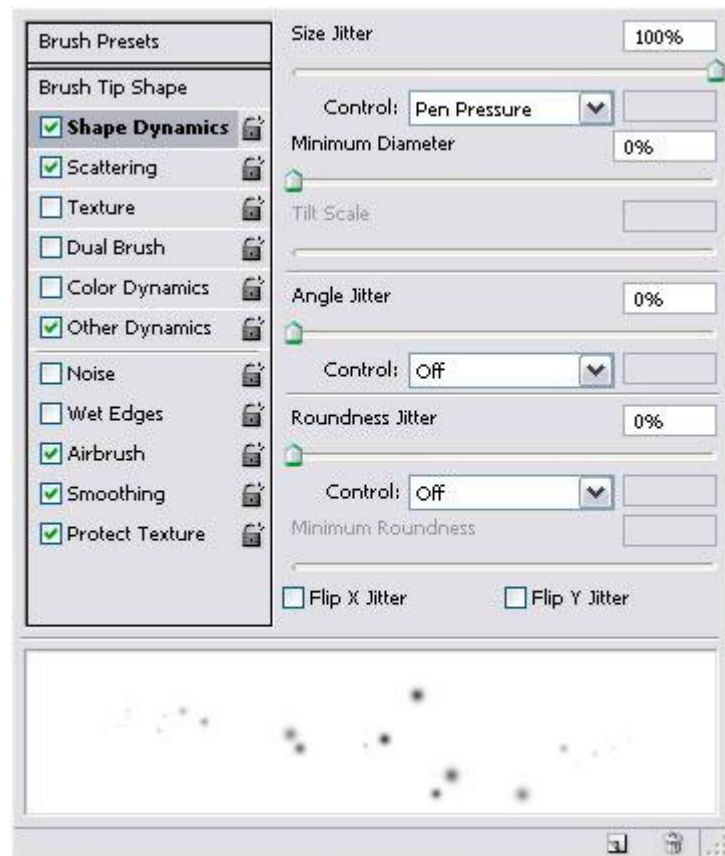 Brush Presets
Brush Tip Shape
Shape Dynamics
Scattering
Texture
Dual Brush
Color Dynamics
Other Dynamics
Noise
Wet Edges
Airbrush
Smoothing
Protect Texture
Size Jitter 100%
Control: Pen Pressure
Minimum Diameter 0%
Tilt Scale
Angle Jitter 0%
Control: Off
Roundness Jitter 0%
Control: Off
Minimum Roundness
Flip X Jitter Flip Y Jitter